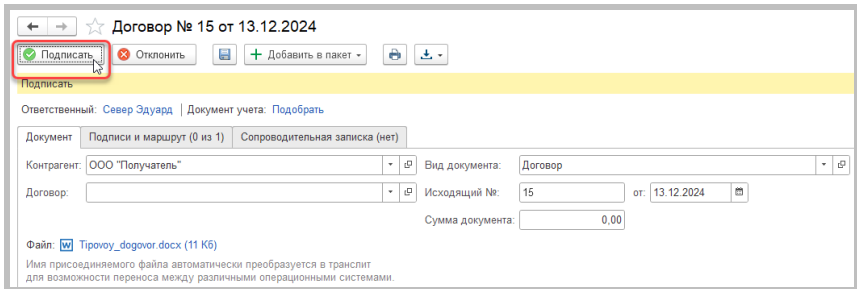 Договор № 15 от 13.12.2024
Подписать Отклонить Добавить в пакет
Подписать
Ответственный: Север Эдуард | Документ учета: Подобрать
Документ Подписи и маршрут (0 из 1) Сопроводительная записка (нет)
Контрагент: ООО "Получатель" Вид документа: Договор
Договор: Исходящий №: 15 от: 13.12.2024
Сумма документа: 0,00
Файл: Tipovoy_dogovor.docx (11 Кб)
Имя присоединяемого файла автоматически преобразуется в транслит
для возможности переноса между различными операционными системами.